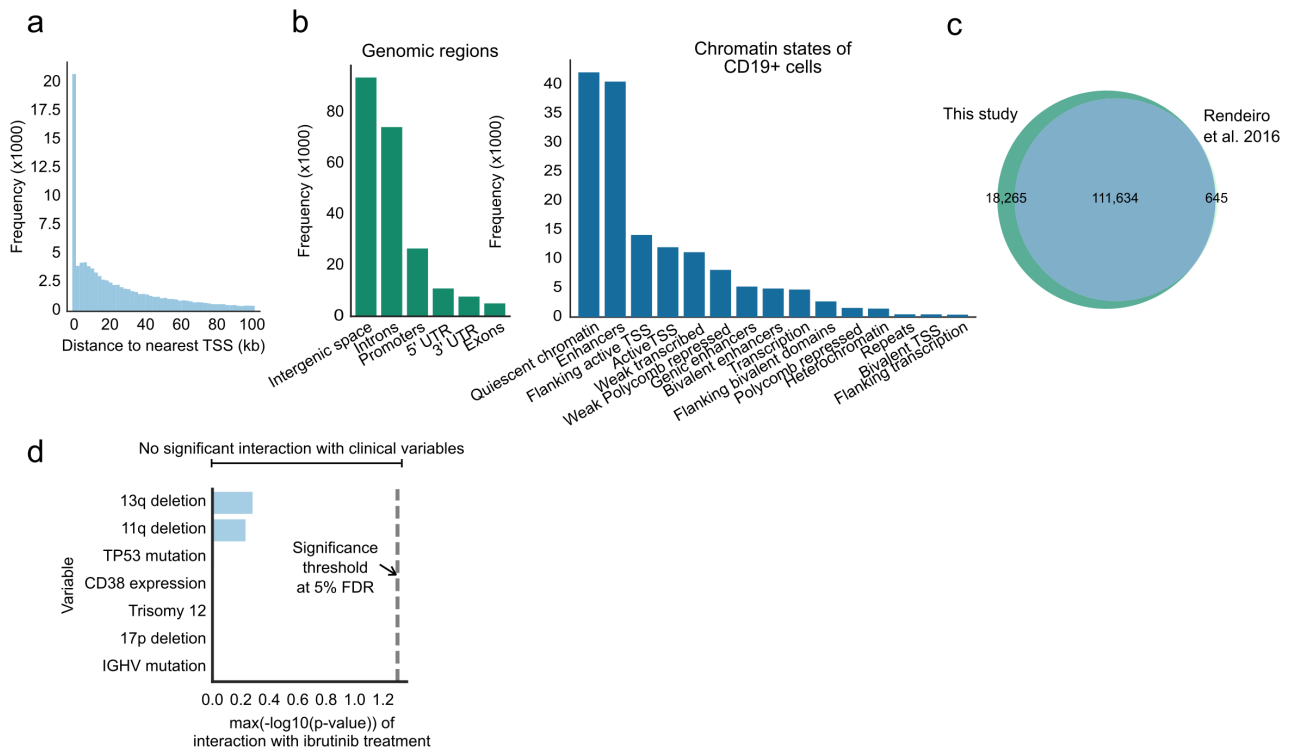 a
Frequency (x1000)
20
22.5
17.5
15
12.5
10
7.5
5
2.5
0
0
20
40
60
80
100
Distance to nearest TSS (kb)
b
Genomic regions
Frequency (x1000)
80
60
40
20
0
Intergenic space
Introns
Promoters
5' UTR
3' UTR
Exons
Chromatin states of
CD19+ cells
Frequency (x1000)
40
35
30
25
20
15
10
5
0
Quiescent chromatin
Enhancers
Flanking active TSS
ActiveTSS
Weak transcribed
Weak Polycomb repressed
Genic enhancers
Bivalent enhancers
Transcription
Flanking bivalent domains
Polycomb repressed
Heterochromatin
Repeats
Bivalent TSS
Flanking transcription
c
This study
Rendeiro
et al. 2016
18,265
111,634
645
d
No significant interaction with clinical variables
Variable
13q deletion
11q deletion
TP53 mutation
CD38 expression
Trisomy 12
17p deletion
IGHV mutation
Significance
threshold
at 5% FDR
0.0 0.2 0.4 0.6 0.8 1.0 1.2
max(-log10(p-value)) of
interaction with ibrutinib treatment